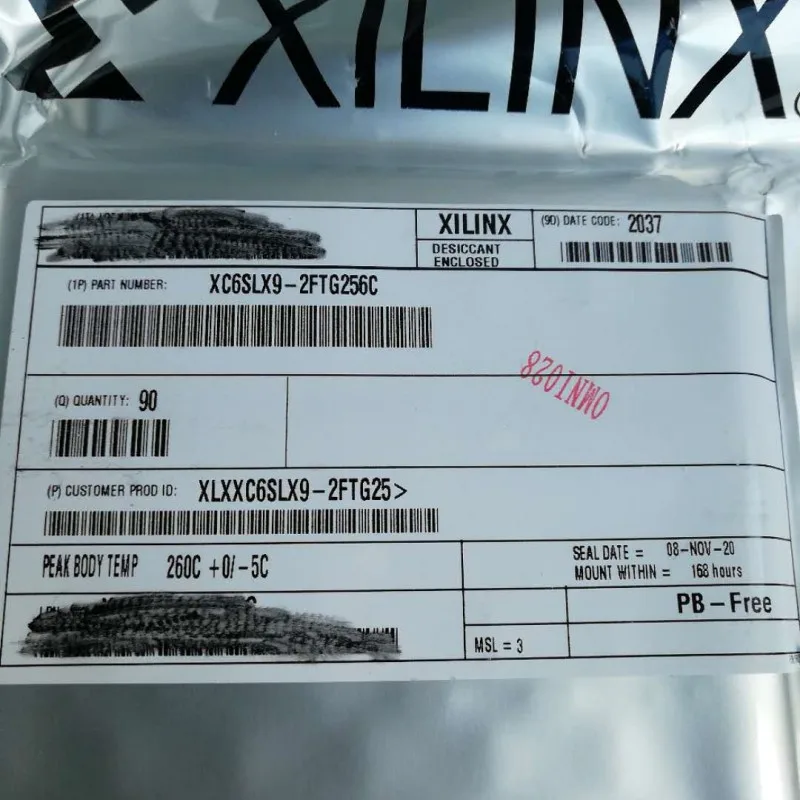 XILINX
XILINX
DESICCANT
ENCLOSED
(9D) DATE CODE: 2037
(1P) PART NUMBER: XC6SLX9-2FTG256C
OMNI028
(Q) QUANTITY: 90
(P) CUSTOMER PROD ID: XLXXC6SLX9-2FTG25>
PEAK BODY TEMP 260C +0/-5C
SEAL DATE = 08-NOV-20
MOUNT WITHIN = 168 hours
PB-Free
MSL = 3